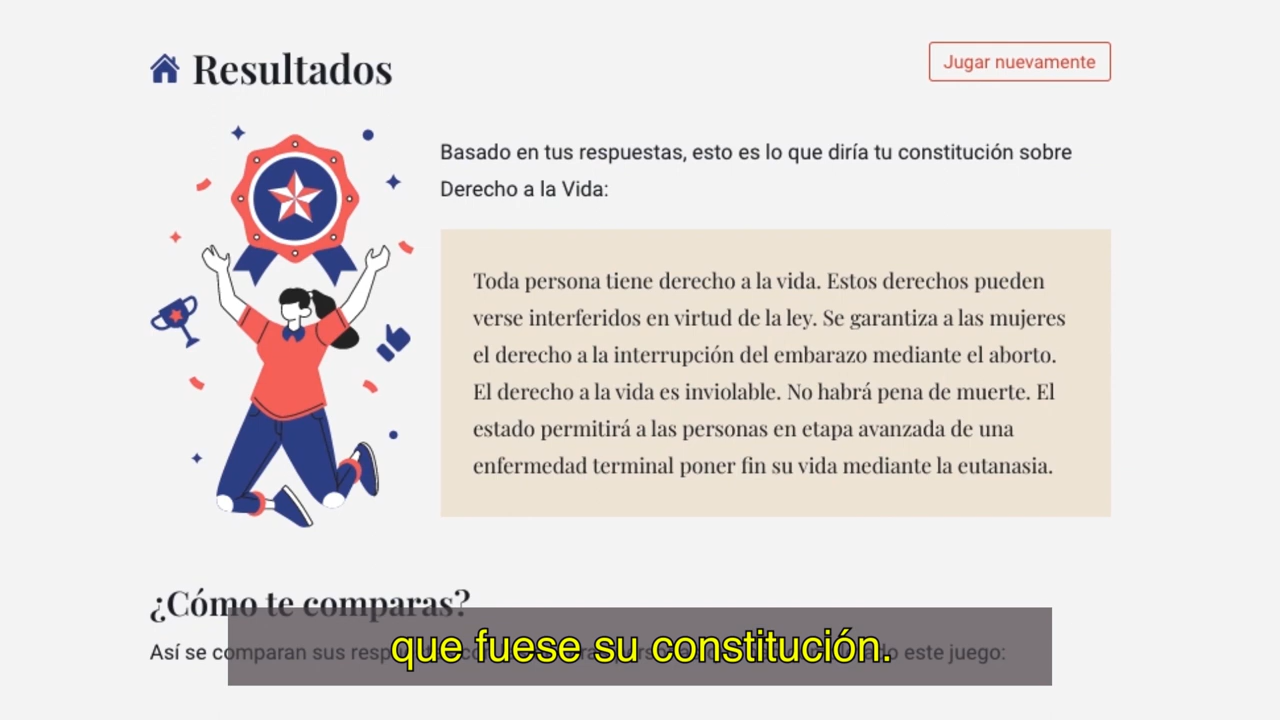 Resultados
Jugar nuevamente
Basado en tus respuestas, esto es lo que diría tu constitución sobre
Derecho a la Vida:
Toda persona tiene derecho a la vida. Estos derechos pueden
verse interferidos en virtud de la ley. Se garantiza a las mujeres
el derecho a la interrupción del embarazo mediante el aborto.
El derecho a la vida es inviolable. No habrá pena de muerte. El
estado permitirá a las personas en etapa avanzada de una
enfermedad terminal poner fin su vida mediante la eutanasia.
¿Cómo te comparas?
Así se comparan sus este juego:
que fuese su constitución.